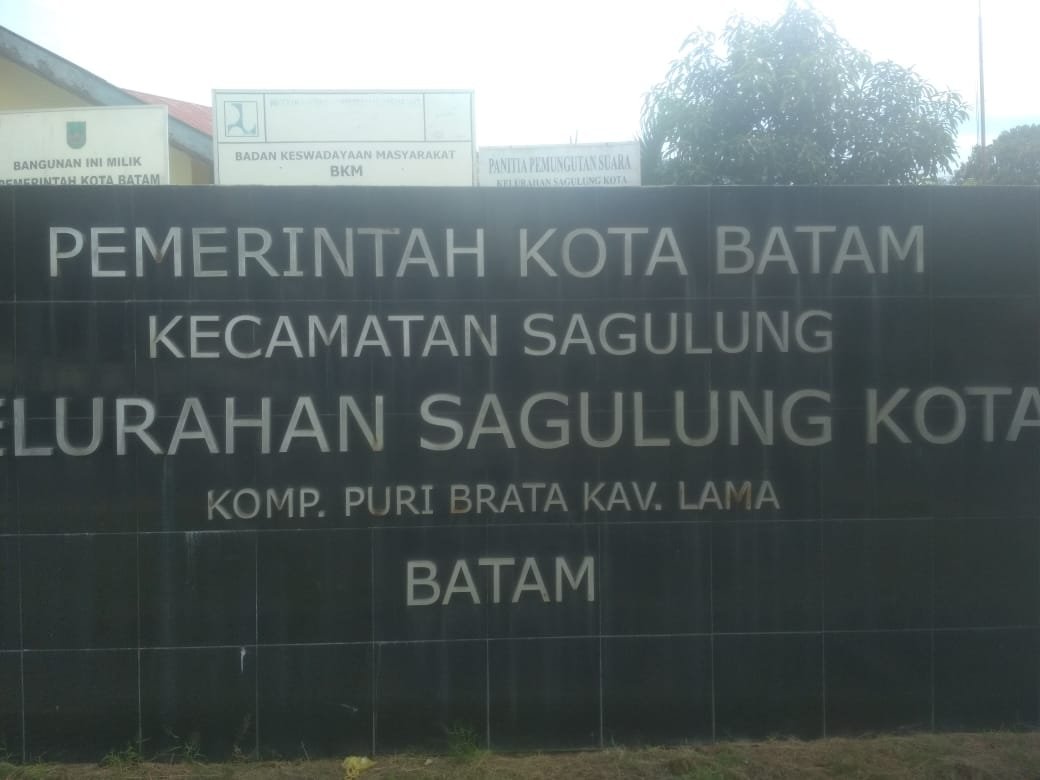 BANGUNAN INI MILIK
PEMERINTAH KOTA BATAM
BADAN KESWADAYAAN MASYARAKAT
BKM
PANITIA PEMUNGUTAN SUARA
KELURAHAN SAGULUNG KOTA
PEMERINTAH KOTA BATAM
KECAMATAN SAGULUNG
ELURAHAN SAGULUNG KOTA
KOMP. PURI BRATA KAV. LAMA
BATAM